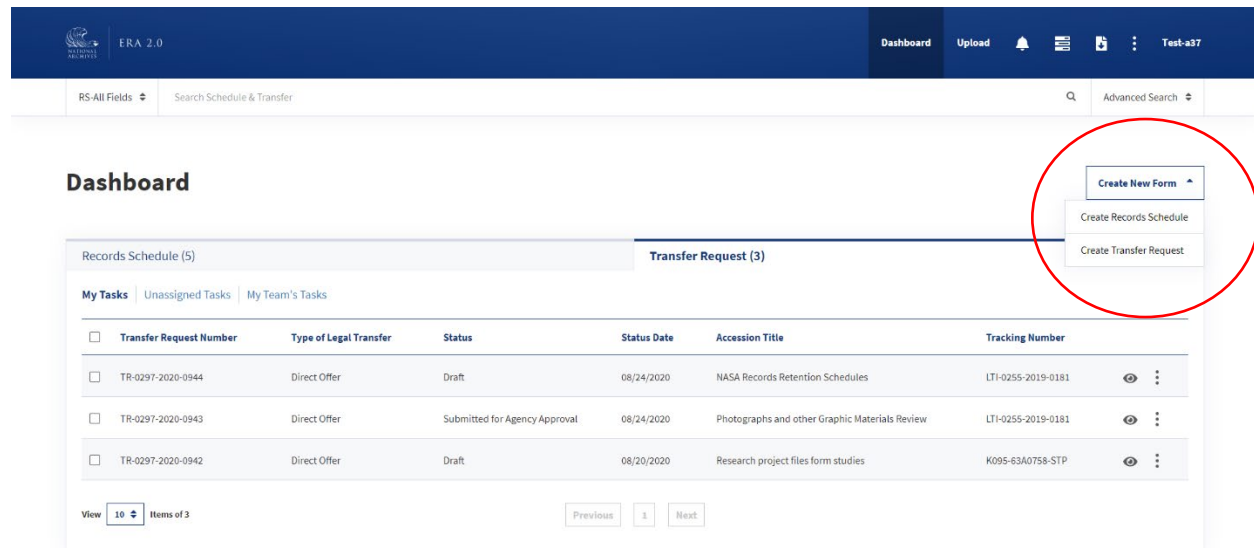 NATIONAL ARCHIVES ERA 2.0 Dashboard Upload Test-a37
RS-All Fields Search Schedule & Transfer Advanced Search
Dashboard Create New Form
Create Records Schedule
Create Transfer Request
Records Schedule (5) Transfer Request (3)
My Tasks Unassigned Tasks My Team's Tasks
Transfer Request Number Type of Legal Transfer Status Status Date Accession Title Tracking Number
TR-0297-2020-0944 Direct Offer Draft 08/24/2020 NASA Records Retention Schedules LTI-0255-2019-0181
TR-0297-2020-0943 Direct Offer Submitted for Agency Approval 08/24/2020 Photographs and other Graphic Materials Review LTI-0255-2019-0181
TR-0297-2020-0942 Direct Offer Draft 08/20/2020 Research project files form studies K095-63A0758-STP
View 10 Items of 3 Previous 1 Next